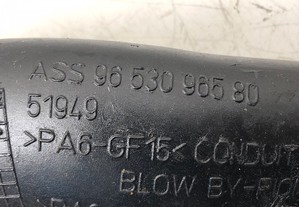 ASS 96 530 965 80
51949
>PA6-GF15< CONDUIT
BLOW BY-